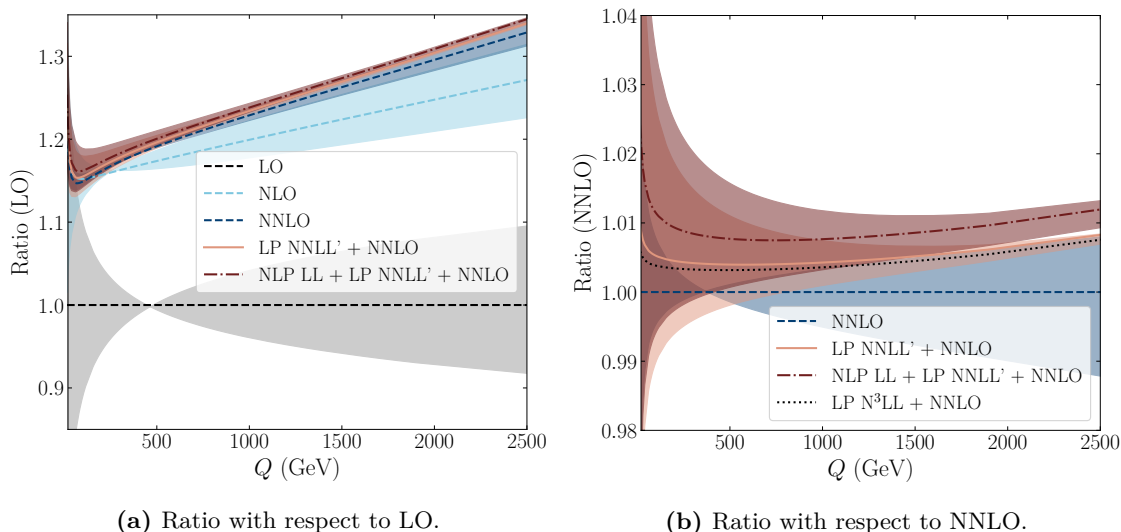 Ratio (LO)
1.3
1.2
1.1
1.0
0.9
LO
NLO
NNLO
LP NNLL' + NNLO
NLP LL + LP NNLL' + NNLO
500
1000
1500
2000
2500
Q (GeV)
(a) Ratio with respect to LO.
Ratio (NNLO)
1.04
1.03
1.02
1.01
1.00
0.99
0.98
NNLO
LP NNLL' + NNLO
NLP LL + LP NNLL' + NNLO
LP N³LL + NNLO
500
1000
1500
2000
2500
Q (GeV)
(b) Ratio with respect to NNLO.